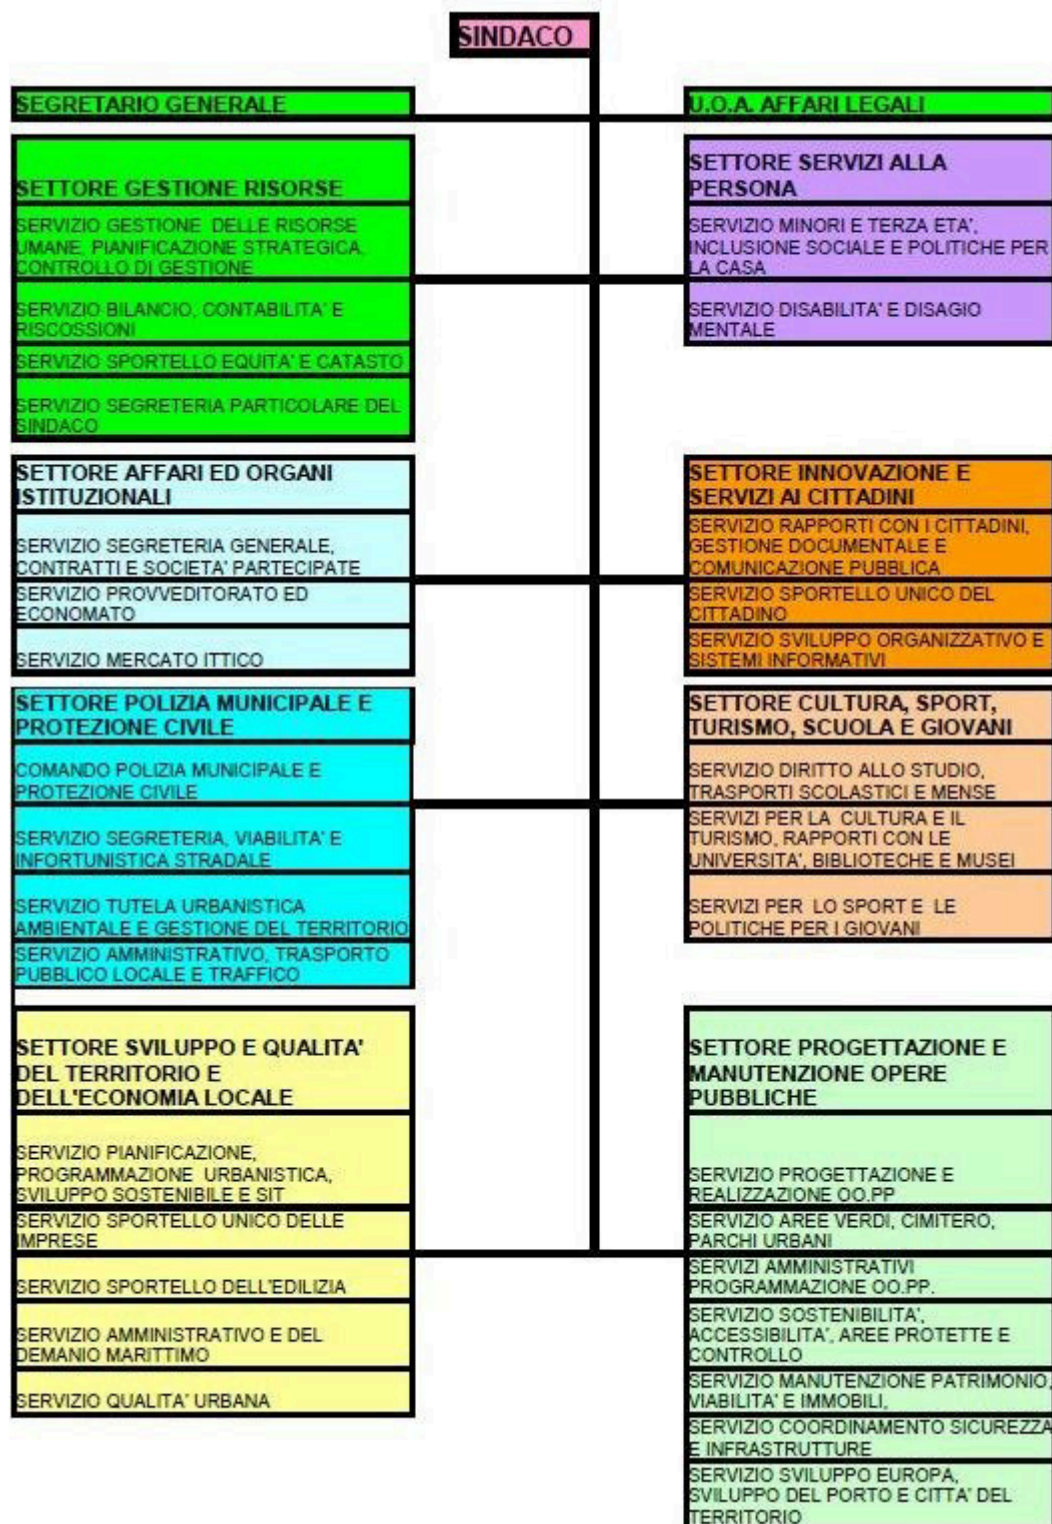 SINDACO
SEGRETARIO GENERALE
U.O.A. AFFARI LEGALI
SETTORE GESTIONE RISORSE
SERVIZIO GESTIONE DELLE RISORSE
UMANE, PIANIFICAZIONE STRATEGICA,
CONTROLLO DI GESTIONE
SERVIZIO BILANCIO, CONTABILITA' E
RISCOSSIONI
SERVIZIO SPORTELLO EQUITA' E CATASTO
SERVIZIO SEGRETERIA PARTICOLARE DEL
SINDACO
SETTORE SERVIZI ALLA
PERSONA
SERVIZIO MINORI E TERZA ETA',
INCLUSIONE SOCIALE E POLITICHE PER
LA CASA
SERVIZIO DISABILITA' E DISAGIO
MENTALE
SETTORE AFFARI ED ORGANI
ISTITUZIONALI
SERVIZIO SEGRETERIA GENERALE,
CONTRATTI E SOCIETA' PARTECIPATE
SERVIZIO PROVVEDITORATO ED
ECONOMATO
SERVIZIO MERCATO ITTICO
SETTORE INNOVAZIONE E
SERVIZI AI CITTADINI
SERVIZIO RAPPORTI CON I CITTADINI,
GESTIONE DOCUMENTALE E
COMUNICAZIONE PUBBLICA
SERVIZIO SPORTELLO UNICO DEL
CITTADINO
SERVIZIO SVILUPPO ORGANIZZATIVO E
SISTEMI INFORMATIVI
SETTORE POLIZIA MUNICIPALE E
PROTEZIONE CIVILE
COMANDO POLIZIA MUNICIPALE E
PROTEZIONE CIVILE
SERVIZIO SEGRETERIA, VIABILITA' E
INFORTUNISTICA STRADALE
SERVIZIO TUTELA URBANISTICA
AMBIENTALE E GESTIONE DEL TERRITORIO
SERVIZIO AMMINISTRATIVO, TRASPORTO
PUBBLICO LOCALE E TRAFFICO
SETTORE CULTURA, SPORT,
TURISMO, SCUOLA E GIOVANI
SERVIZIO DIRITTO ALLO STUDIO,
TRASPORTI SCOLASTICI E MENSE
SERVIZI PER LA CULTURA E IL
TURISMO, RAPPORTI CON LE
UNIVERSITA', BIBLIOTECHE E MUSEI
SERVIZI PER LO SPORT E LE
POLITICHE PER I GIOVANI
SETTORE SVILUPPO E QUALITA'
DEL TERRITORIO E
DELL'ECONOMIA LOCALE
SERVIZIO PIANIFICAZIONE,
PROGRAMMAZIONE URBANISTICA,
SVILUPPO SOSTENIBILE E SIT
SERVIZIO SPORTELLO UNICO DELLE
IMPRESE
SERVIZIO SPORTELLO DELL'EDILIZIA
SERVIZIO AMMINISTRATIVO E DEL
DEMANIO MARITTIMO
SERVIZIO QUALITA' URBANA
SETTORE PROGETTAZIONE E
MANUTENZIONE OPERE
PUBBLICHE
SERVIZIO PROGETTAZIONE E
REALIZZAZIONE OO.PP
SERVIZIO AREE VERDI, CIMITERO,
PARCHI URBANI
SERVIZI AMMINISTRATIVI
PROGRAMMAZIONE OO.PP.
SERVIZIO SOSTENIBILITA',
ACCESSIBILITA', AREE PROTETTE E
CONTROLLO
SERVIZIO MANUTENZIONE PATRIMONIO,
VIABILITA' E IMMOBILI,
SERVIZIO COORDINAMENTO SICUREZZA
E INFRASTRUTTURE
SERVIZIO SVILUPPO EUROPA,
SVILUPPO DEL PORTO E CITTA' DEL
TERRITORIO